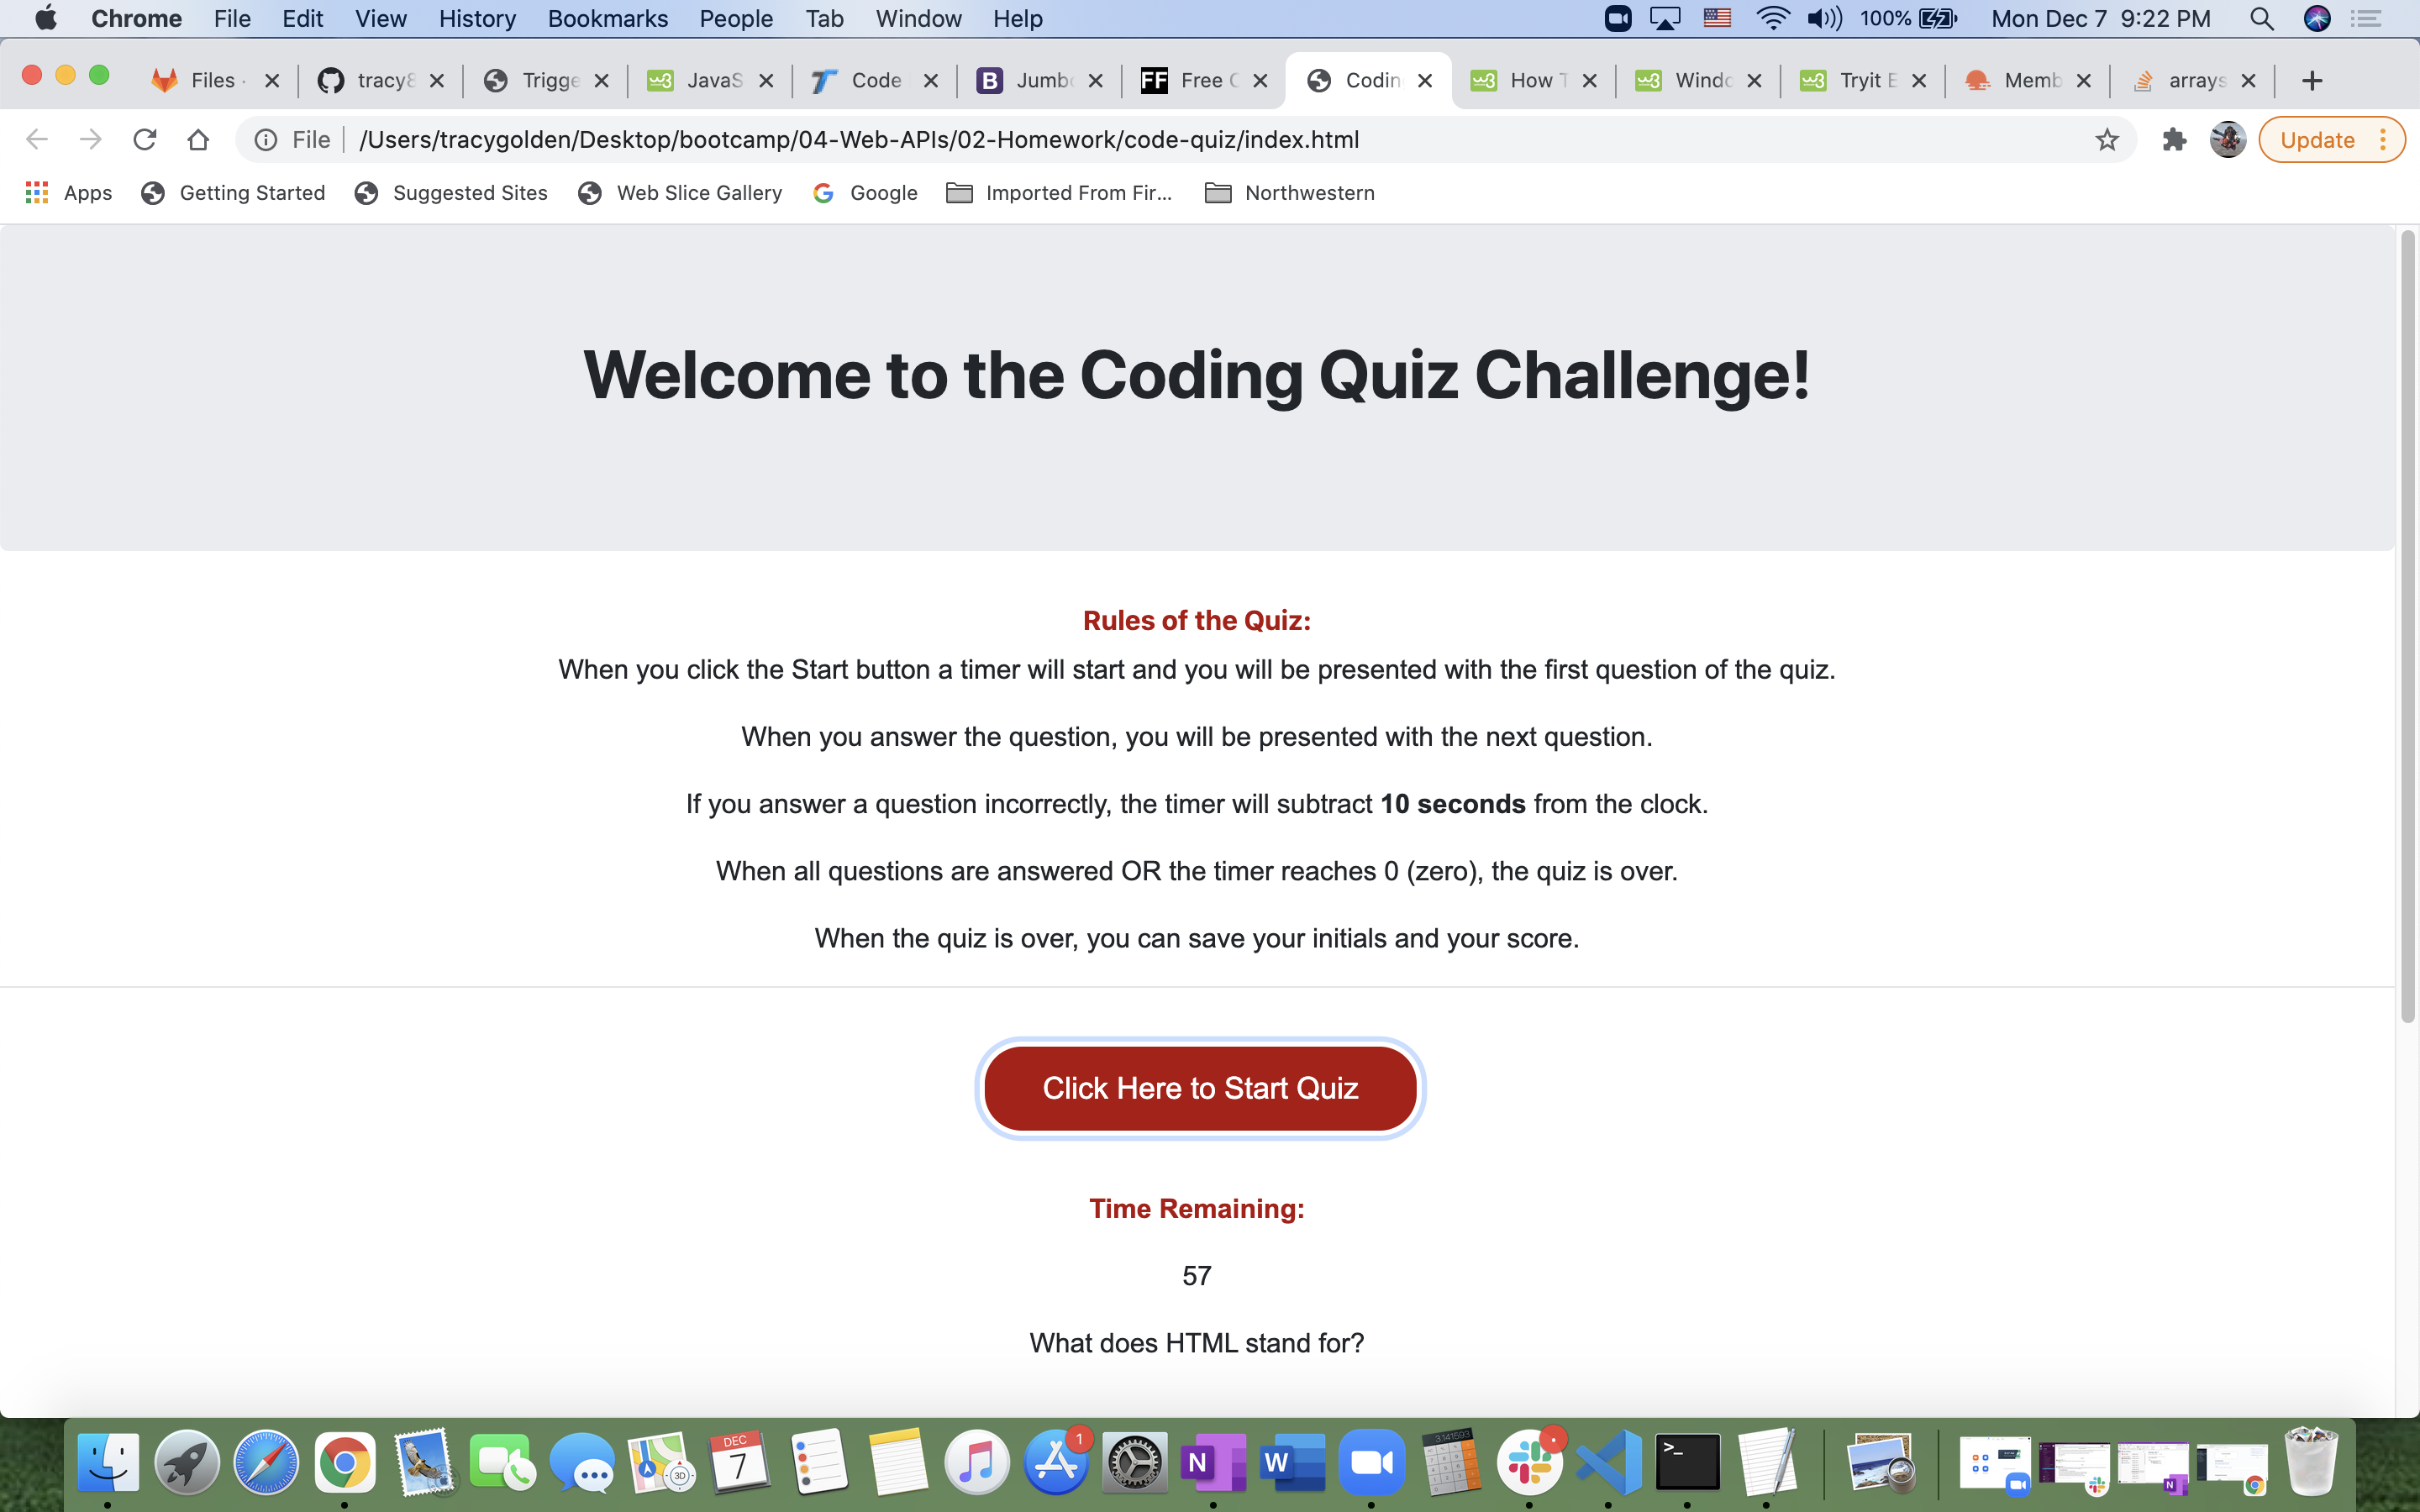 Chrome File Edit View History Bookmarks People Tab Window Help 100% Mon Dec 7 9:22 PM
Files · tracy8 Trigge JavaS Code Jumbo FF Free C Codin How T Windo Tryit E Memb arrays
File /Users/tracygolden/Desktop/bootcamp/04-Web-APIs/02-Homework/code-quiz/index.html Update
Apps Getting Started Suggested Sites Web Slice Gallery Google Imported From Fir... Northwestern
Welcome to the Coding Quiz Challenge!
Rules of the Quiz:
When you click the Start button a timer will start and you will be presented with the first question of the quiz.
When you answer the question, you will be presented with the next question.
If you answer a question incorrectly, the timer will subtract 10 seconds from the clock.
When all questions are answered OR the timer reaches 0 (zero), the quiz is over.
When the quiz is over, you can save your initials and your score.
Click Here to Start Quiz
Time Remaining:
57
What does HTML stand for?
DEC
7
3D
1
N
W
3.141593
>_